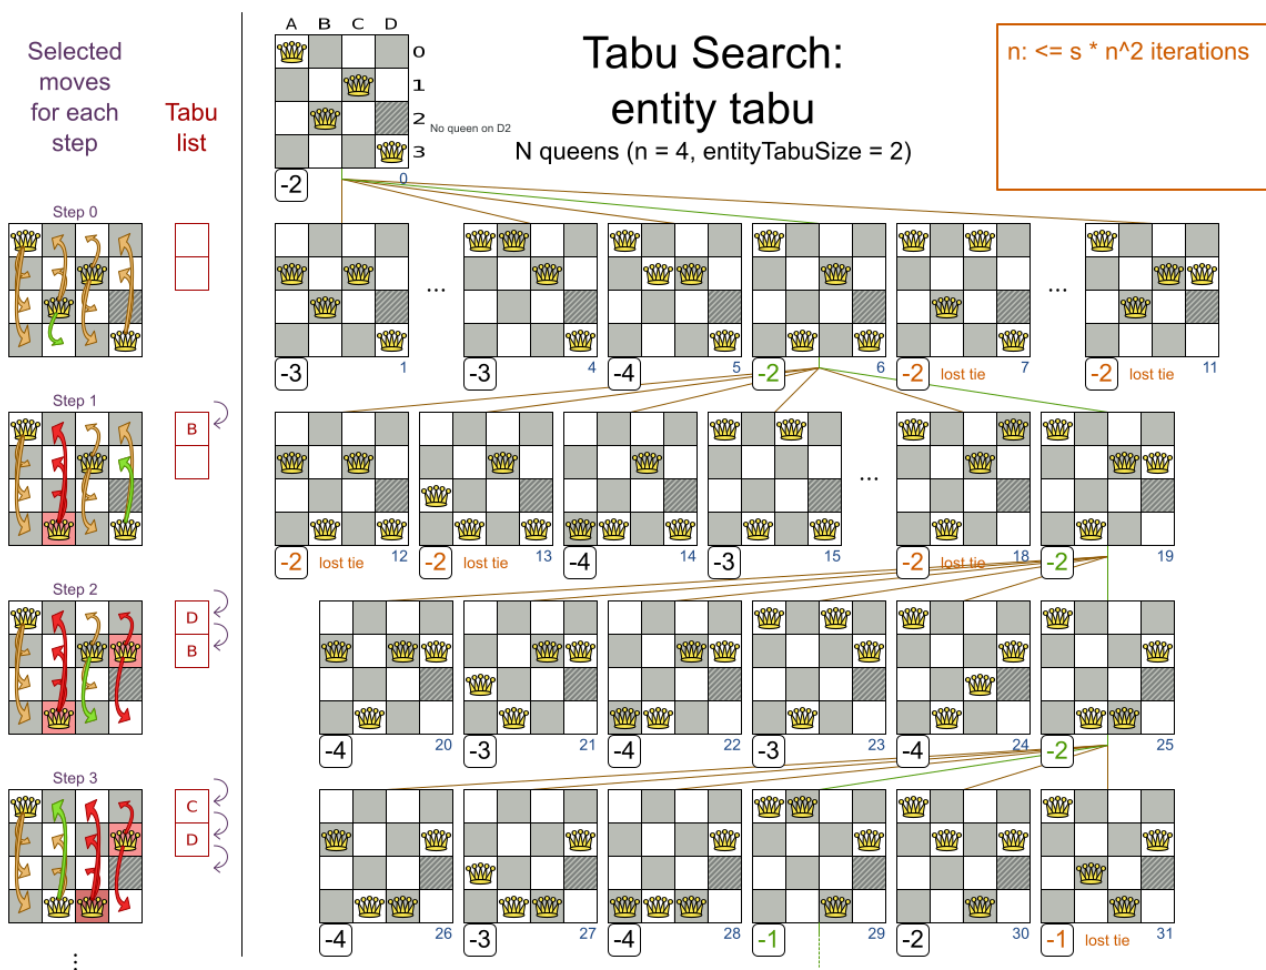 Selected
moves
for each
step
Tabu
list
A B C D
0
1
2
3
No queen on D2
-2
0
Tabu Search:
entity tabu
N queens (n = 4, entityTabuSize = 2)
n: <= s * n^2 iterations
Step 0
...
...
-3 1
-3 4
-4 5
-2 6
-2 lost tie 7
-2 lost tie 11
Step 1
B
...
-2 lost tie 12
-2 lost tie 13
-4 14
-3 15
-2 lost tie 18
-2 19
Step 2
D
B
-4 20
-3 21
-4 22
-3 23
-4 24
-2 25
Step 3
C
D
-4 26
-3 27
-4 28
-1 29
-2 30
-1 lost tie 31
...